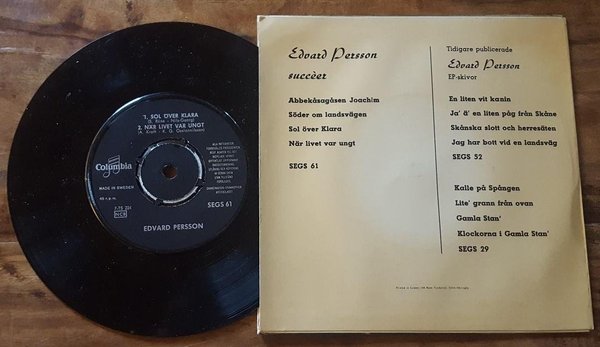 1. SOL ÖVER KLARA
2. NÄR LIVET VAR UNGT
Columbia
MADE IN SWEDEN
45 r.p.m.
NCB
SEGS 61
EDVARD PERSSON
Edvard Persson
succéer
Abbekåsagåsen Joachim
Söder om landsvägen
Sol över Klara
När livet var ungt
SEGS 61
Tidigare publicerade
Edvard Persson
EP-skivor
En liten vit kanin
Ja' ä' en liten påg från Skåne
Skånska slott och herresäten
Jag har bott vid en landsväg
SEGS 52
Kalle på Spången
Lite' grann från ovan
Gamla Stan'
Klockorna i Gamla Stan'
SEGS 29